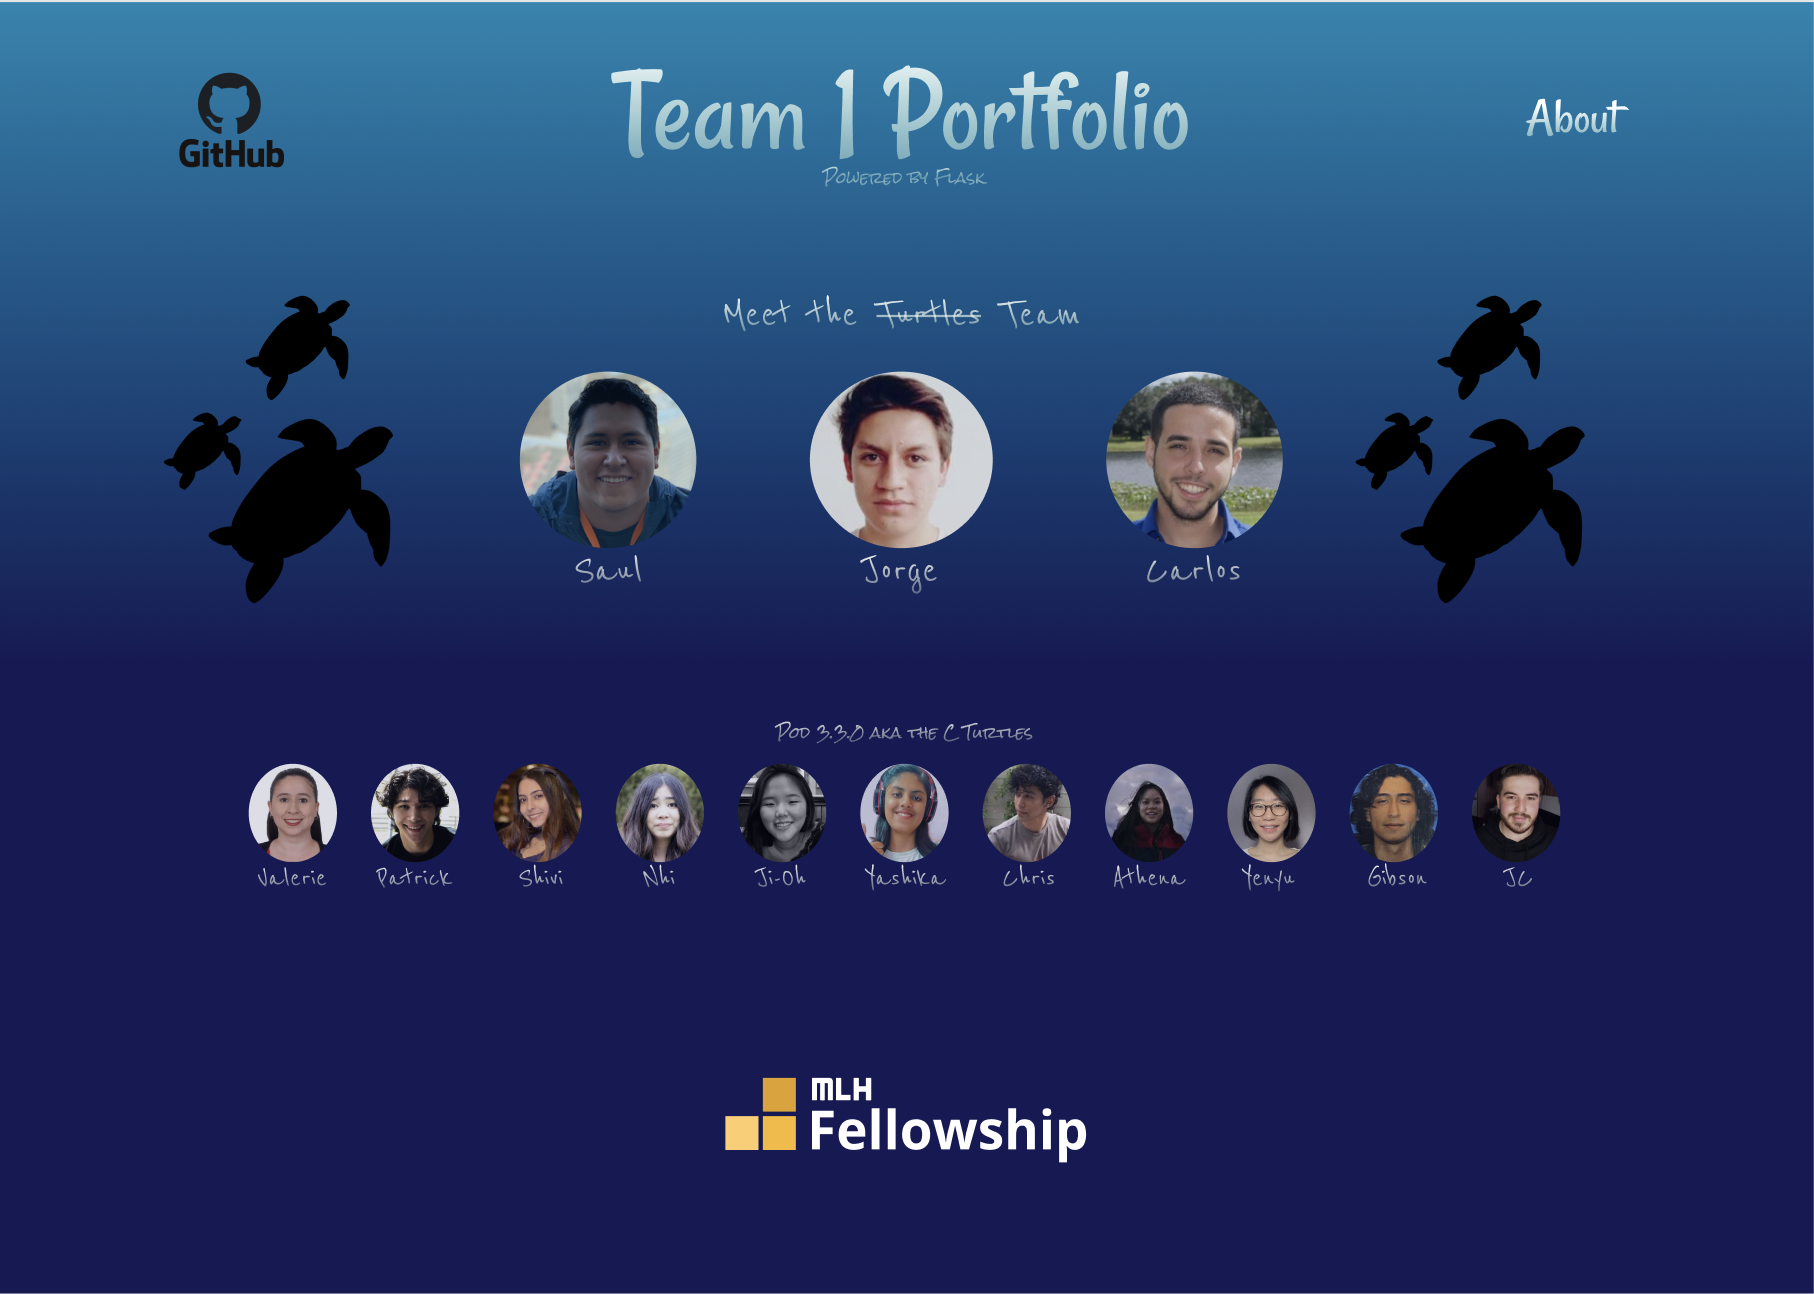 GitHub
Team 1 Portfolio
About
Powered by Flask
Meet the Turtles Team
Saul
Jorge
Carlos
Pod 3.3.0 aka the C Turtles
Valerie
Patrick
Shivi
Nhi
Ji-Oh
Yashika
Chris
Athena
Yenyu
Gibson
JC
MLH
Fellowship